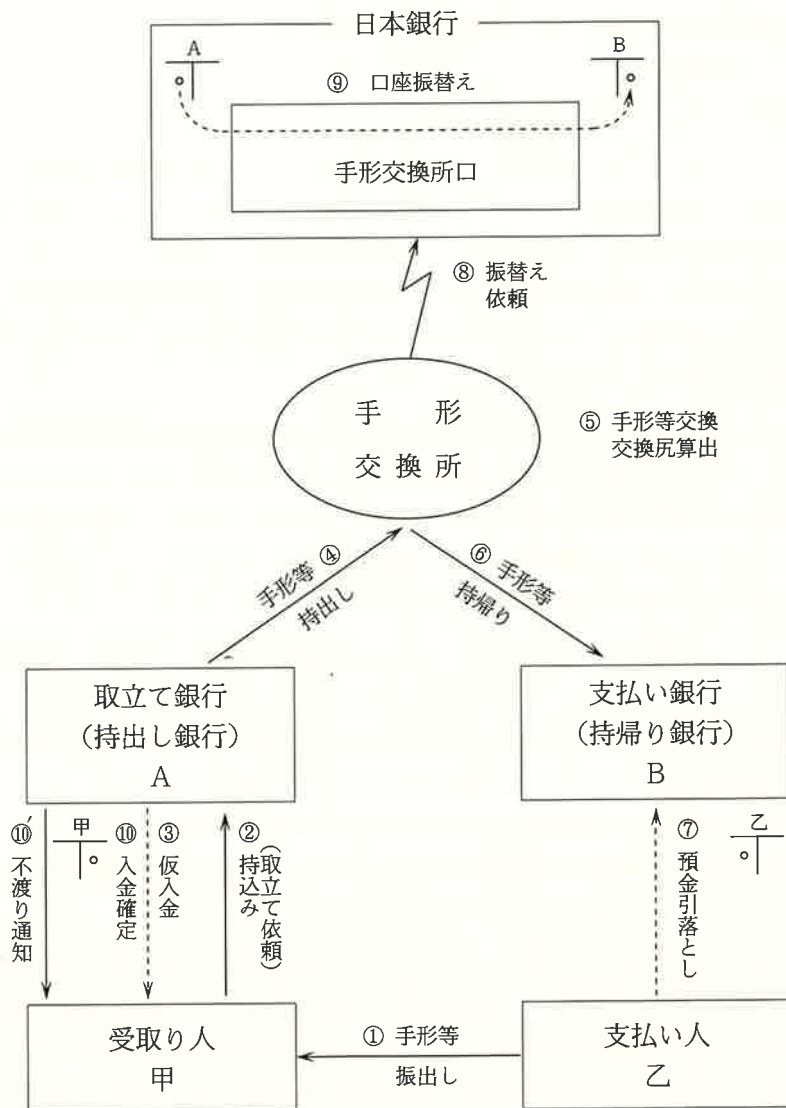 日本銀行
A
B
⑨ 口座振替え
手形交換所口
⑧ 振替え
依頼
手形
交換所
⑤ 手形等交換
交換尻算出
手形等 ④
持出し
⑥ 手形等
持帰り
取立て銀行
(持出し銀行)
A
支払い銀行
(持帰り銀行)
B
⑩′ 不渡り通知
甲
⑩ 入金確定
③ 仮入金
② 持込み
(取立て依頼)
⑦ 預金引落とし
乙
受取り人
甲
① 手形等
振出し
支払い人
乙